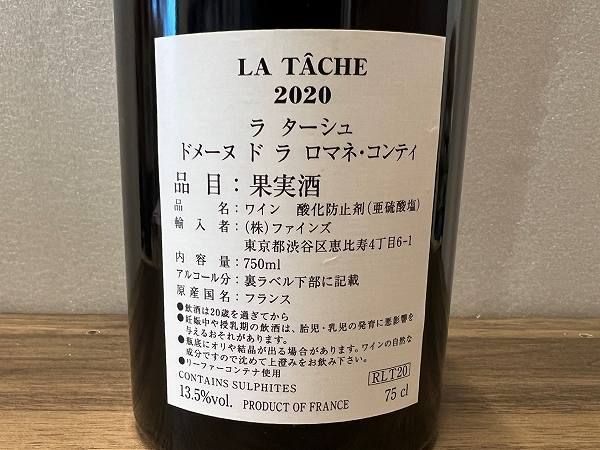 LA TÂCHE
2020
ラ ターシュ
ドメーヌ ド ラ ロマネ・コンティ
品 目：果実酒
品 名：ワイン 酸化防止剤(亜硫酸塩)
輸 入 者：(株)ファインズ
東京都渋谷区恵比寿4丁目6-1
内 容 量：750ml
アルコール分：裏ラベル下部に記載
原 産 国 名：フランス
●飲酒は20歳を過ぎてから
●妊娠中や授乳期の飲酒は、胎児・乳児の発育に悪影響を
与えるおそれがあります。
●瓶底にオリや結晶が出る場合があります。ワインの自然な
成分ですので沈めて上澄みをお飲み下さい。
●リーファーコンテナ使用
CONTAINS SULPHITES RLT20
13.5%vol. PRODUCT OF FRANCE 75 cl